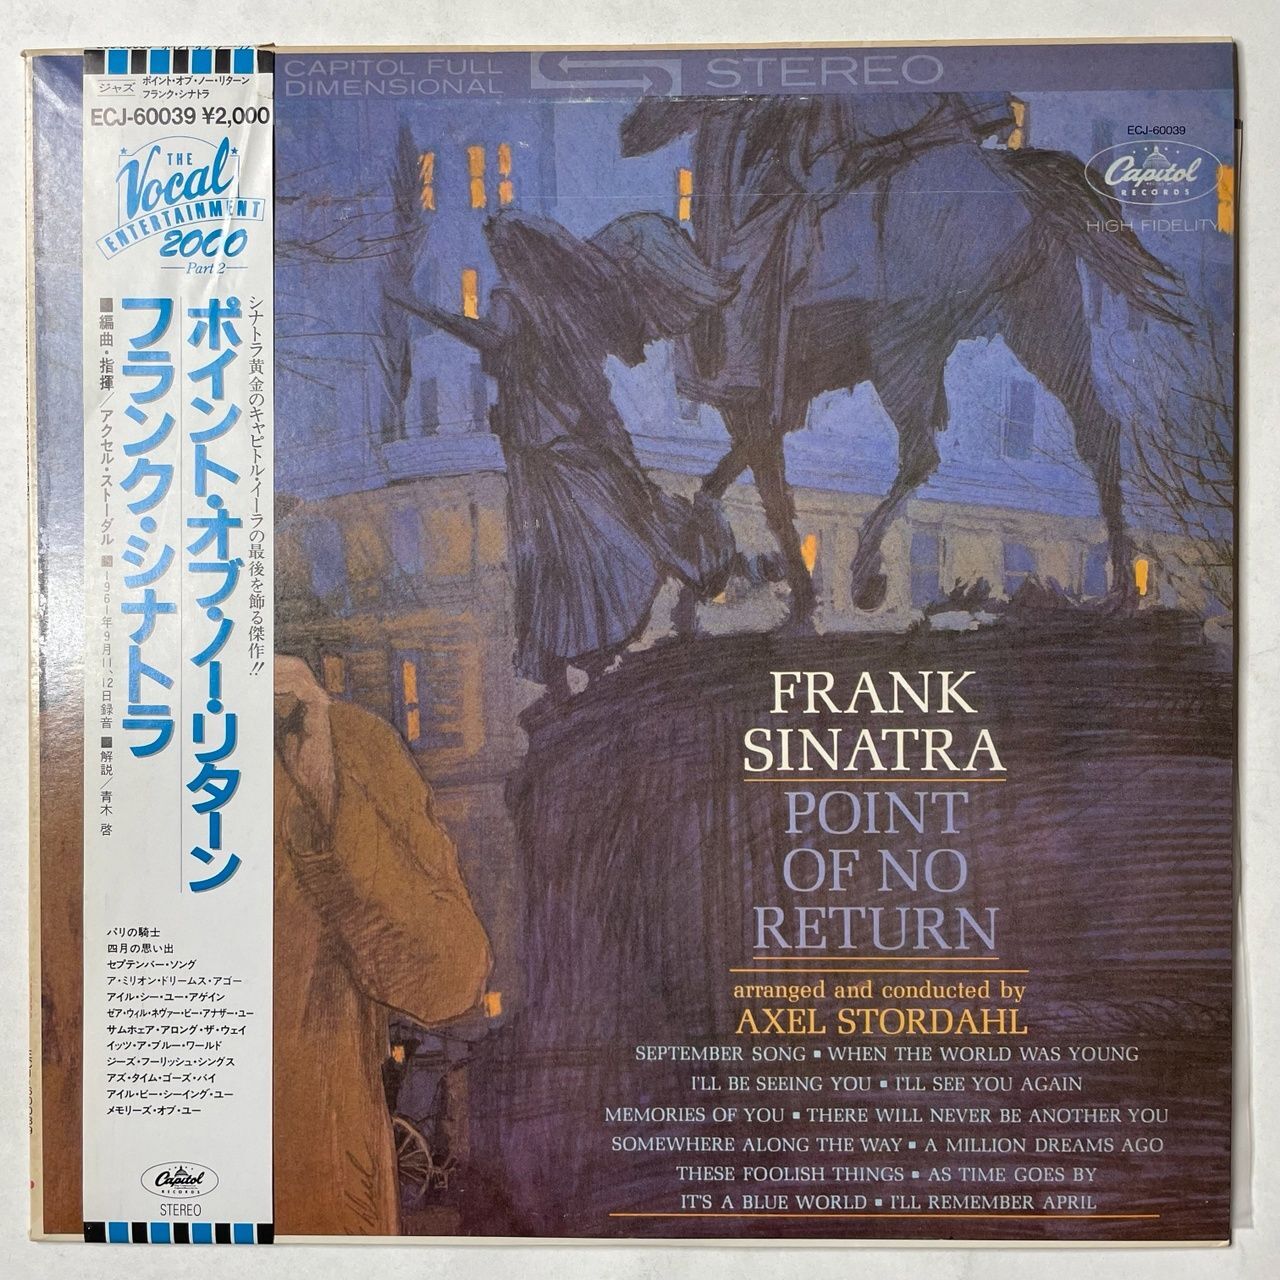 ジャズ
ポイント・オブ・ノー・リターン
フランク・シナトラ
ECJ-60039 ¥2,000
THE
Vocal
ENTERTAINMENT
2000
Part 2
シナトラ黄金のキャピトル・イーラの最後を飾る傑作!!
ポイント・オブ・ノー・リターン
フランク・シナトラ
■編曲・指揮/アクセル・ストーダル ■1961年9月11、12日録音 ■解説/青木 啓
パリの騎士
四月の思い出
セプテンバー・ソング
ア・ミリオン・ドリームス・アゴー
アイル・シー・ユー・アゲイン
ゼア・ウィル・ネヴァー・ビー・アナザー・ユー
サムホェア・アロング・ザ・ウェイ
イッツ・ア・ブルー・ワールド
ジーズ・フーリッシュ・シングス
アズ・タイム・ゴーズ・バイ
アイル・ビー・シーイング・ユー
メモリーズ・オブ・ユー
Capitol
RECORDS
STEREO
CAPITOL FULL
DIMENSIONAL
STEREO
ECJ-60039
Capitol
RECORDS
HIGH FIDELITY
FRANK
SINATRA
POINT
OF NO
RETURN
arranged and conducted by
AXEL STORDAHL
SEPTEMBER SONG ▪ WHEN THE WORLD WAS YOUNG
I'LL BE SEEING YOU ▪ I'LL SEE YOU AGAIN
MEMORIES OF YOU ▪ THERE WILL NEVER BE ANOTHER YOU
SOMEWHERE ALONG THE WAY ▪ A MILLION DREAMS AGO
THESE FOOLISH THINGS ▪ AS TIME GOES BY
IT'S A BLUE WORLD ▪ I'LL REMEMBER APRIL